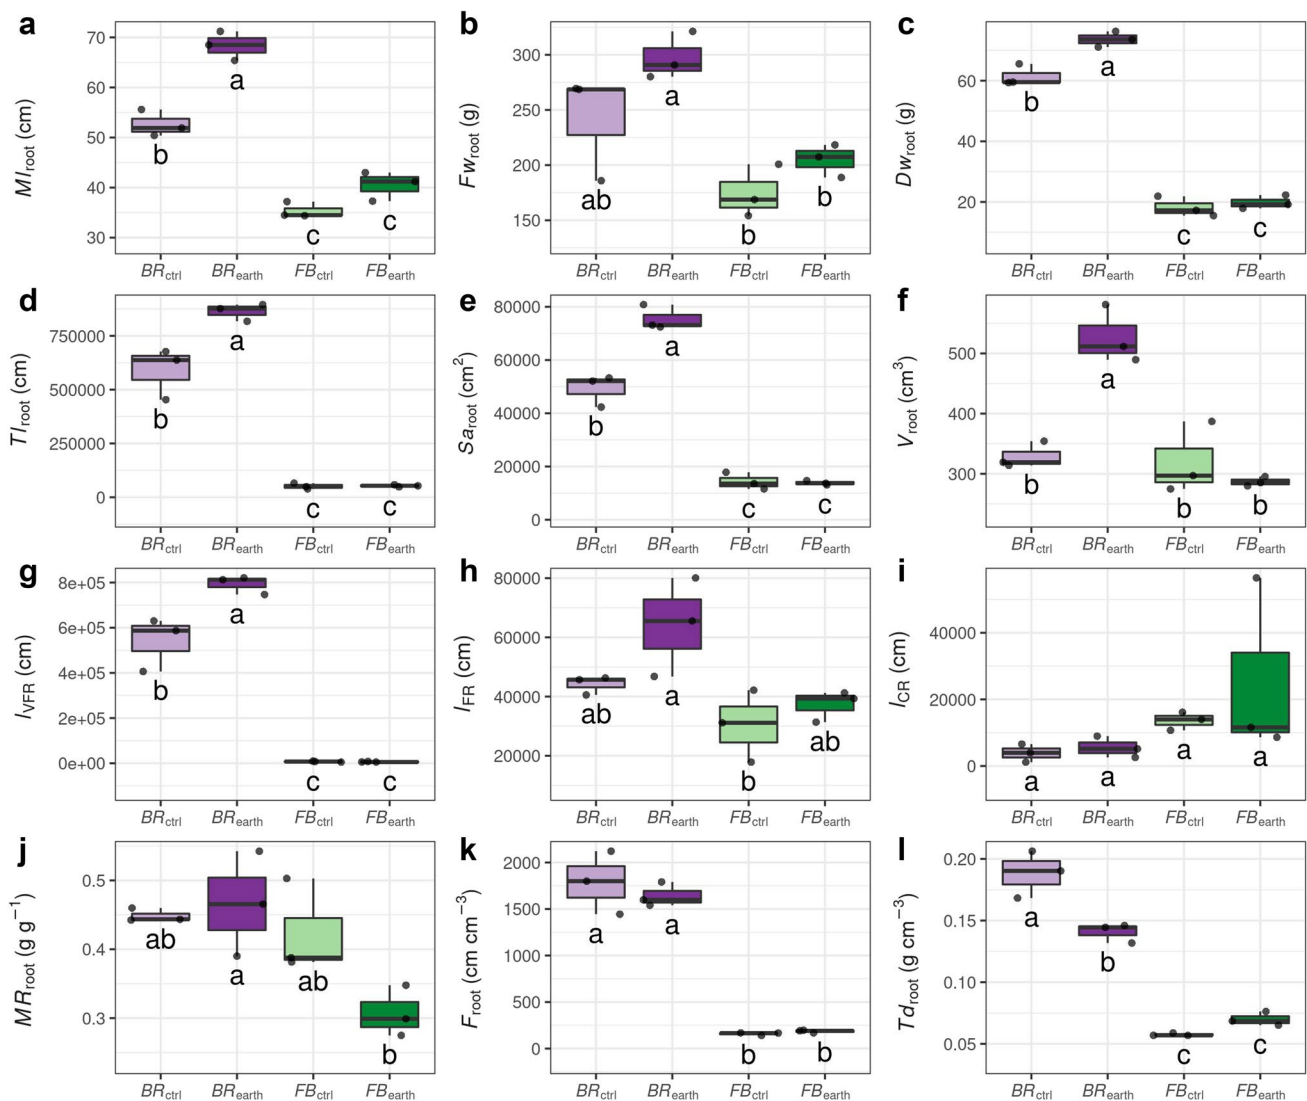 a
Ml_root (cm)
70
60
50
40
30
b
a
c
c
BR_ctrl BR_earth FB_ctrl FB_earth
b
Fw_root (g)
300
250
200
150
ab
a
b
b
BR_ctrl BR_earth FB_ctrl FB_earth
c
Dw_root (g)
60
40
20
b
a
c
c
BR_ctrl BR_earth FB_ctrl FB_earth
d
Tl_root (cm)
750000
500000
250000
0
b
a
c
c
BR_ctrl BR_earth FB_ctrl FB_earth
e
Sa_root (cm²)
80000
60000
40000
20000
0
b
a
c
c
BR_ctrl BR_earth FB_ctrl FB_earth
f
V_root (cm³)
500
400
300
b
a
b
b
BR_ctrl BR_earth FB_ctrl FB_earth
g
l_VFR (cm)
8e+05
6e+05
4e+05
2e+05
0e+00
b
a
c
c
BR_ctrl BR_earth FB_ctrl FB_earth
h
l_FR (cm)
80000
60000
40000
20000
ab
a
b
ab
BR_ctrl BR_earth FB_ctrl FB_earth
i
l_CR (cm)
40000
20000
0
a
a
a
a
BR_ctrl BR_earth FB_ctrl FB_earth
j
MR_root (g g⁻¹)
0.5
0.4
0.3
ab
a
ab
b
BR_ctrl BR_earth FB_ctrl FB_earth
k
F_root (cm cm⁻³)
2000
1500
1000
500
0
a
a
b
b
BR_ctrl BR_earth FB_ctrl FB_earth
l
Td_root (g cm⁻³)
0.20
0.15
0.10
0.05
a
b
c
c
BR_ctrl BR_earth FB_ctrl FB_earth